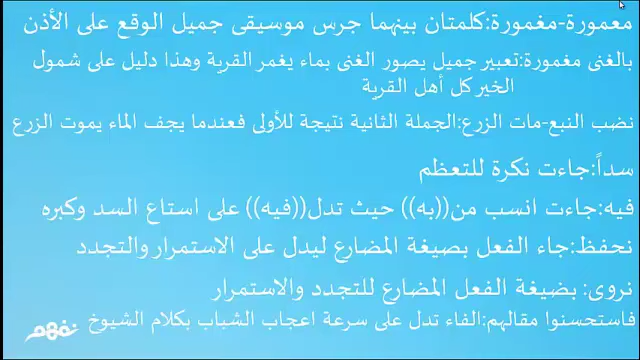 معمورة-مغمورة:كلمتان بينهما جرس موسيقى جميل الوقع على الأذن
بالغنى مغمورة:تعبير جميل يصور الغنى بماء يغمر القرية وهذا دليل على شمول
الخير كل أهل القرية
نضب النبع-مات الزرع:الجملة الثانية نتيجة للأولى فعندما يجف الماء يموت الزرع
سداً:جاءت نكرة للتعظم
فيه:جاءت انسب من((به)) حيث تدل((فيه)) على استاع السد وكبره
نحفظ:جاء الفعل بصيغة المضارع ليدل على الاستمرار والتجدد
نروى: بضيغة الفعل المضارع للتجدد والاستمرار
فاستحسنوا مقالهم:الفاء تدل على سرعة اعجاب الشباب بكلام الشيوخ
نفهم